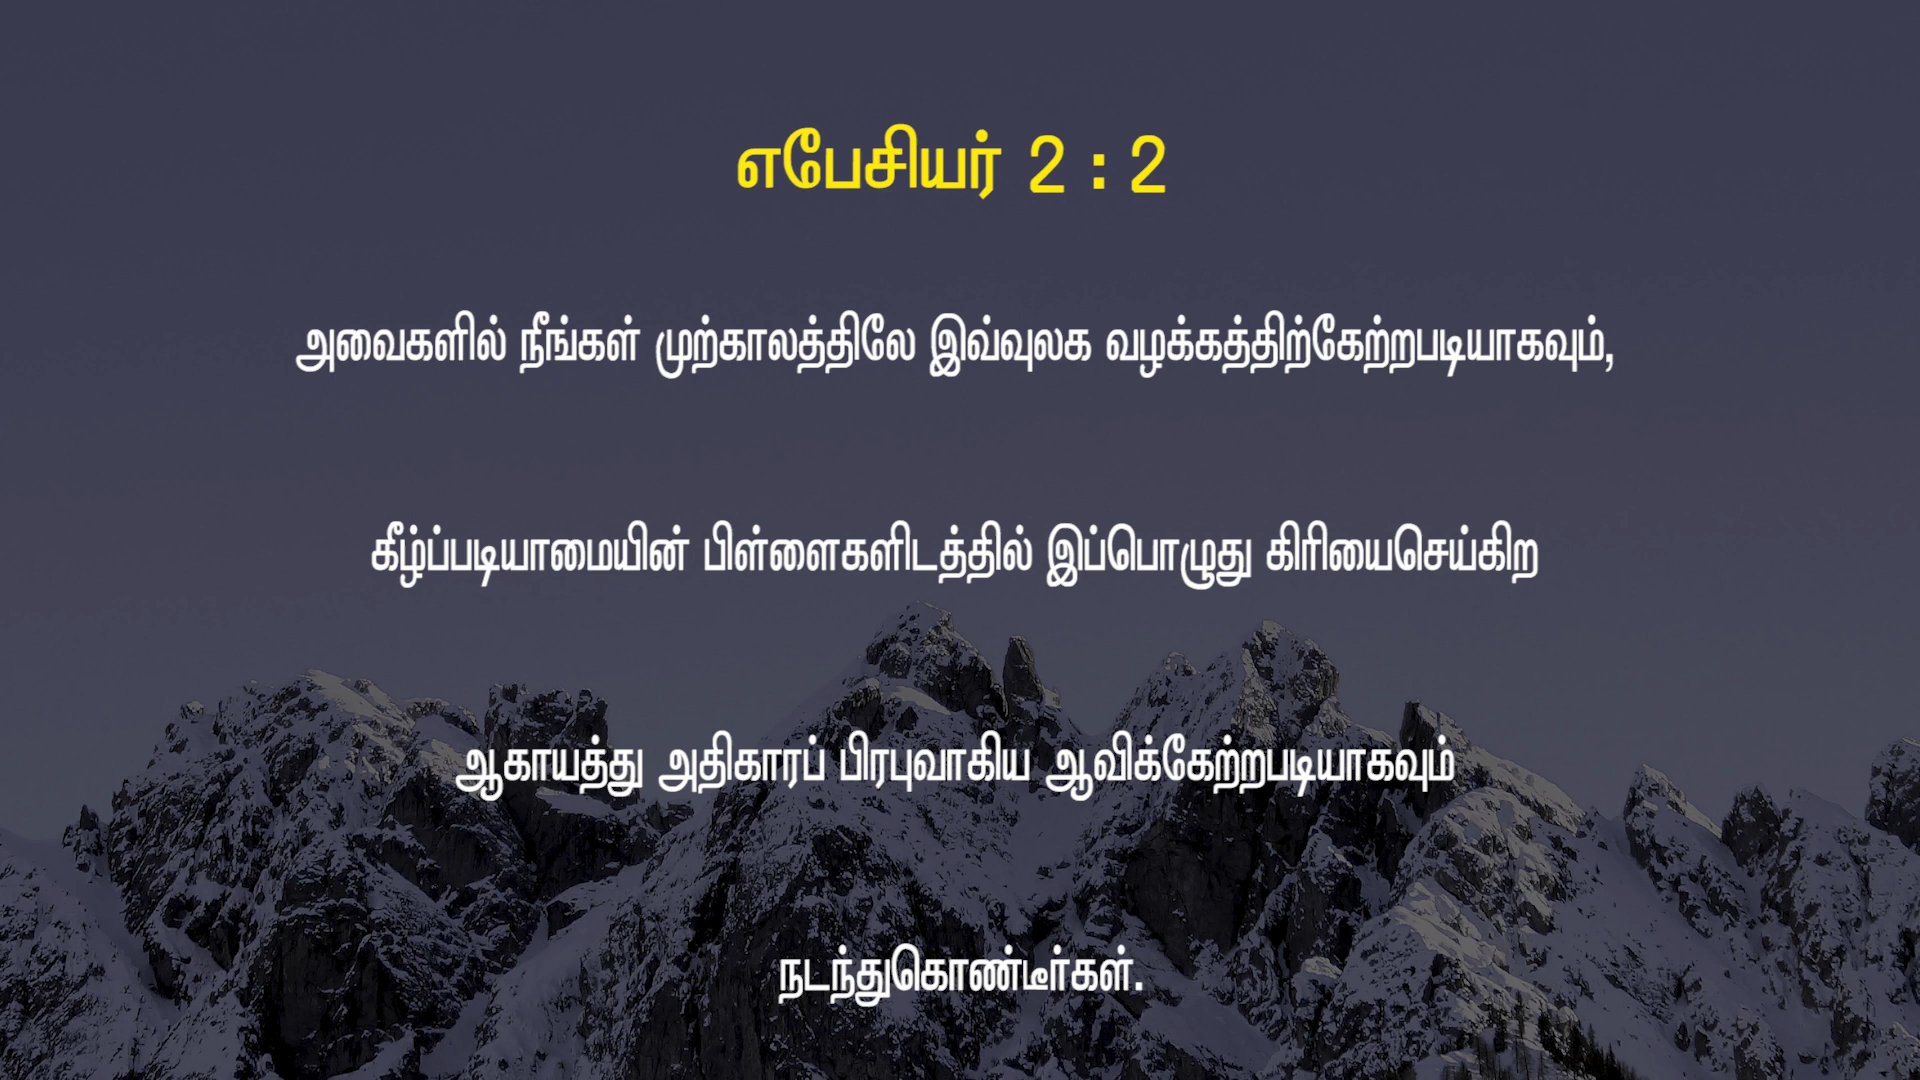 எபேசியர் 2 : 2
அவைகளில் நீங்கள் முற்காலத்திலே இவ்வுலக வழக்கத்திற்கேற்றபடியாகவும்,
கீழ்ப்படியாமையின் பிள்ளைகளிடத்தில் இப்பொழுது கிரியைசெய்கிற
ஆகாயத்து அதிகாரப் பிரபுவாகிய ஆவிக்கேற்றபடியாகவும்
நடந்துகொண்டீர்கள்.